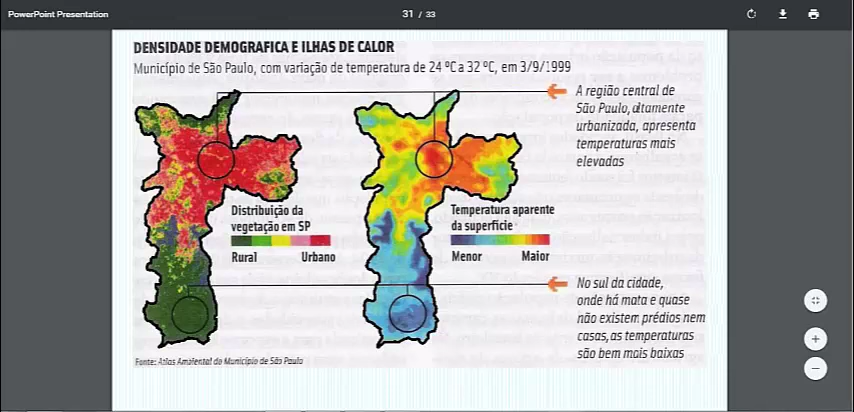 PowerPoint Presentation
31 / 33
DENSIDADE DEMOGRAFICA E ILHAS DE CALOR
Município de São Paulo, com variação de temperatura de 24 ºC a 32 ºC, em 3/9/1999
A região central de
São Paulo, altamente
urbanizada, apresenta
temperaturas mais
elevadas
Distribuição da
vegetação em SP
Rural Urbano
Temperatura aparente
da superfície
Menor Maior
No sul da cidade,
onde há mata e quase
não existem prédios nem
casas, as temperaturas
são bem mais baixas
Fonte: Atlas Ambiental do Município de São Paulo